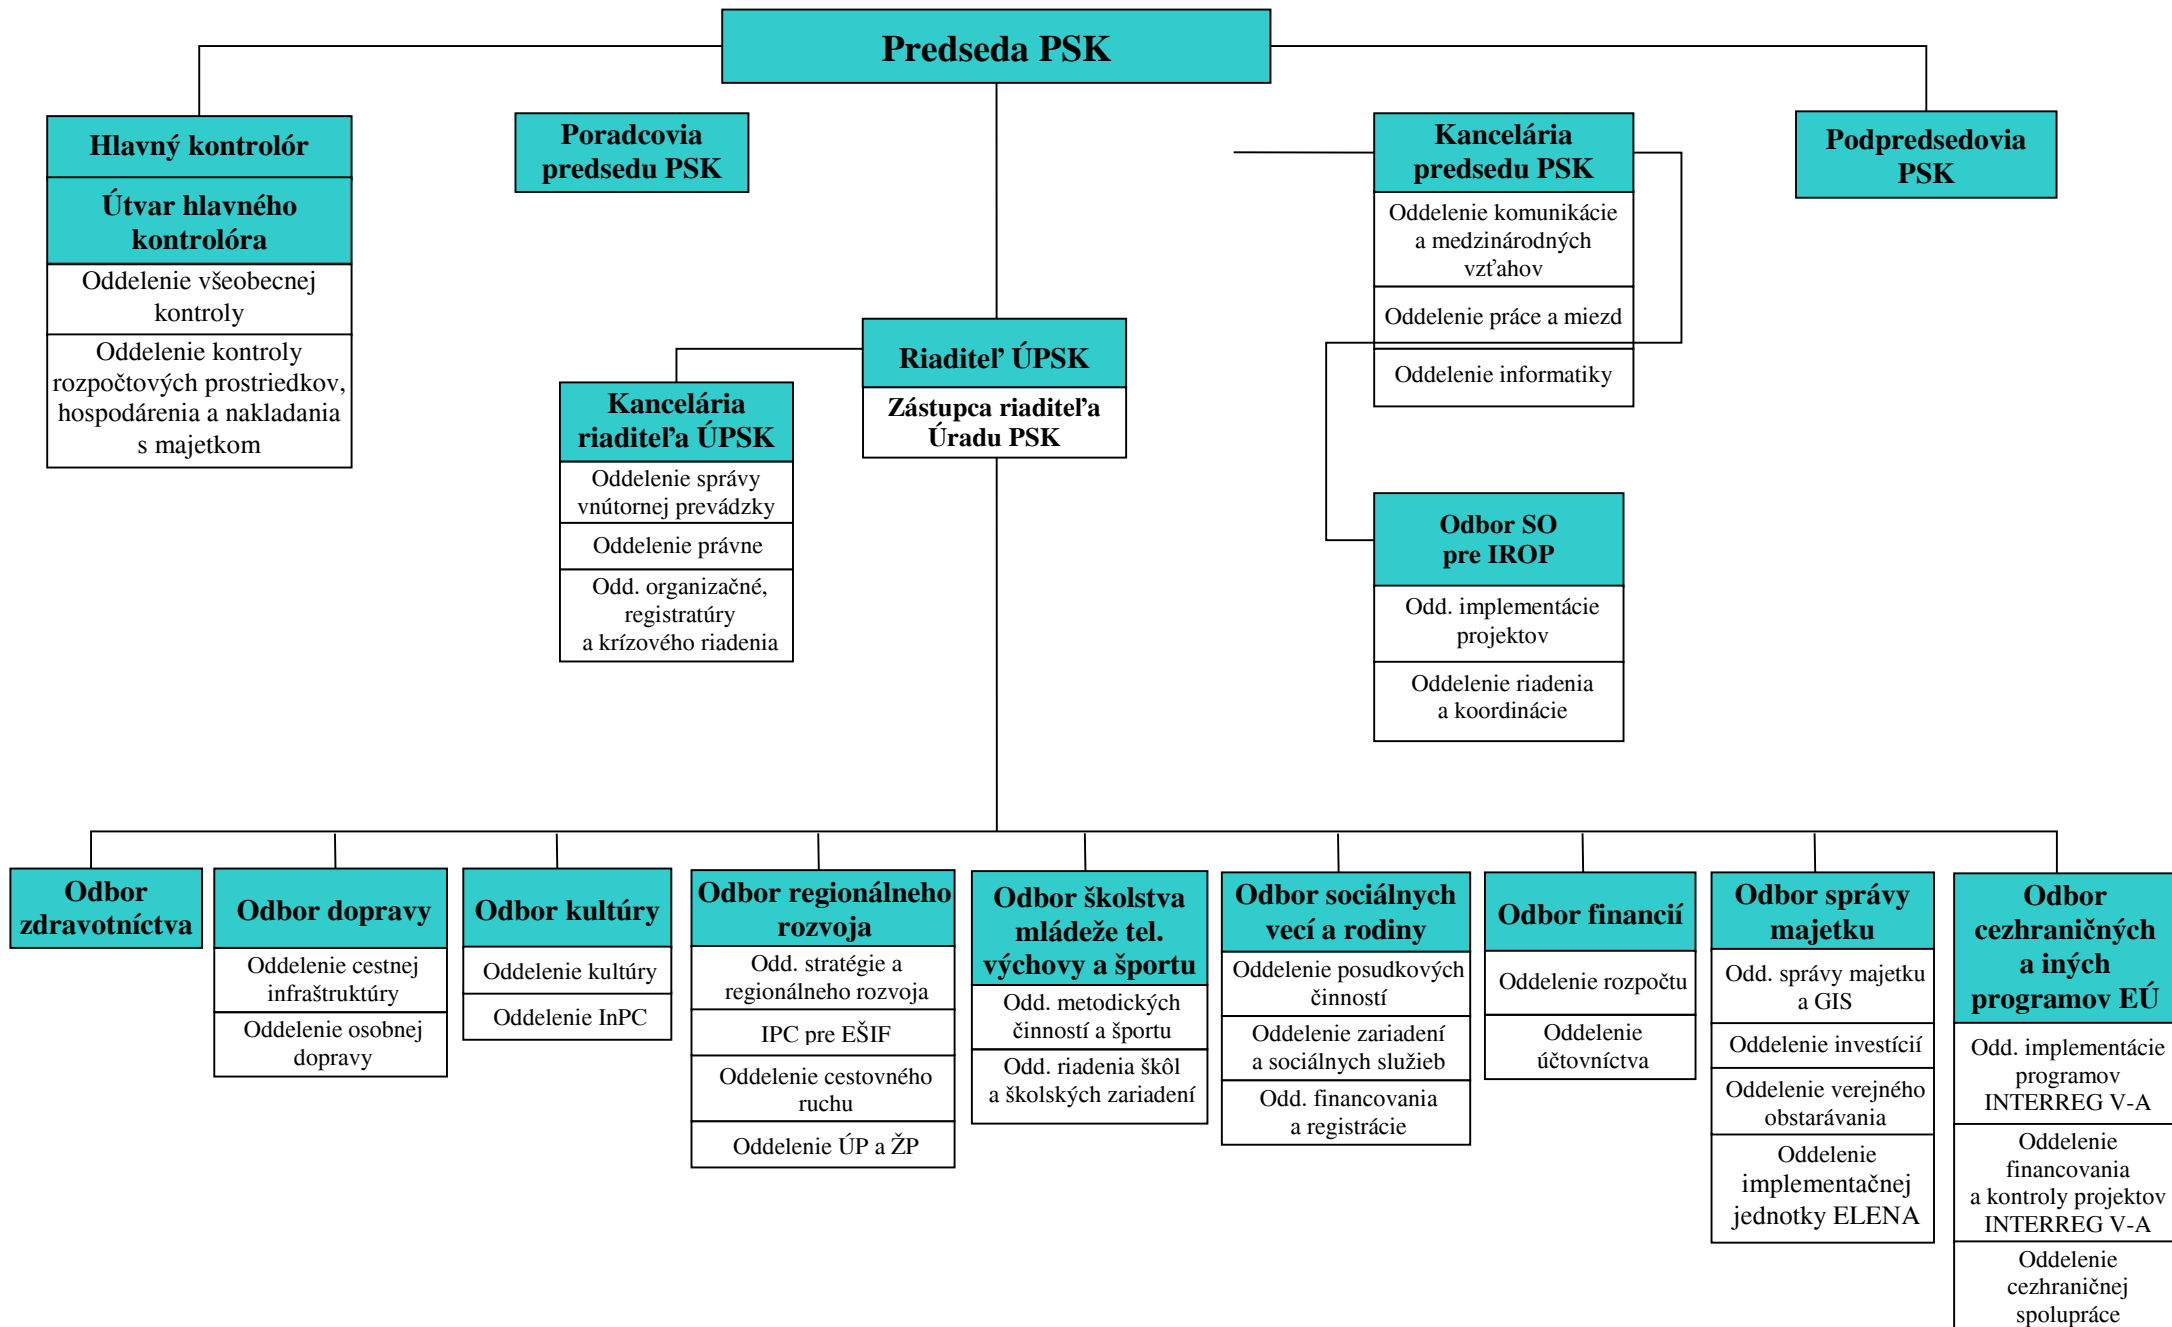 Predseda PSK
Hlavný kontrolór
Útvar hlavného
kontrolóra
Oddelenie všeobecnej
kontroly
Oddelenie kontroly
rozpočtových prostriedkov,
hospodárenia a nakladania
s majetkom
Poradcovia
predsedu PSK
Kancelária
predsedu PSK
Oddelenie komunikácie
a medzinárodných
vzťahov
Oddelenie práce a miezd
Oddelenie informatiky
Podpredsedovia
PSK
Riaditeľ ÚPSK
Zástupca riaditeľa
Úradu PSK
Kancelária
riaditeľa ÚPSK
Oddelenie správy
vnútornej prevádzky
Oddelenie právne
Odd. organizačné,
registratúry
a krízového riadenia
Odbor SO
pre IROP
Odd. implementácie
projektov
Oddelenie riadenia
a koordinácie
Odbor
zdravotníctva
Odbor dopravy
Oddelenie cestnej
infraštruktúry
Oddelenie osobnej
dopravy
Odbor kultúry
Oddelenie kultúry
Oddelenie InPC
Odbor regionálneho
rozvoja
Odd. stratégie a
regionálneho rozvoja
IPC pre EŠIF
Oddelenie cestovného
ruchu
Oddelenie ÚP a ŽP
Odbor školstva
mládeže tel.
výchovy a športu
Odd. metodických
činností a športu
Odd. riadenia škôl
a školských zariadení
Odbor sociálnych
vecí a rodiny
Oddelenie posudkových
činností
Oddelenie zariadení
a sociálnych služieb
Odd. financovania
a registrácie
Odbor financií
Oddelenie rozpočtu
Oddelenie
účtovníctva
Odbor správy
majetku
Odd. správy majetku
a GIS
Oddelenie investícií
Oddelenie verejného
obstarávania
Oddelenie
implementačnej
jednotky ELENA
Odbor
cezhraničných
a iných
programov EÚ
Odd. implementácie
programov
INTERREG V-A
Oddelenie
financovania
a kontroly projektov
INTERREG V-A
Oddelenie
cezhraničnej
spolupráce